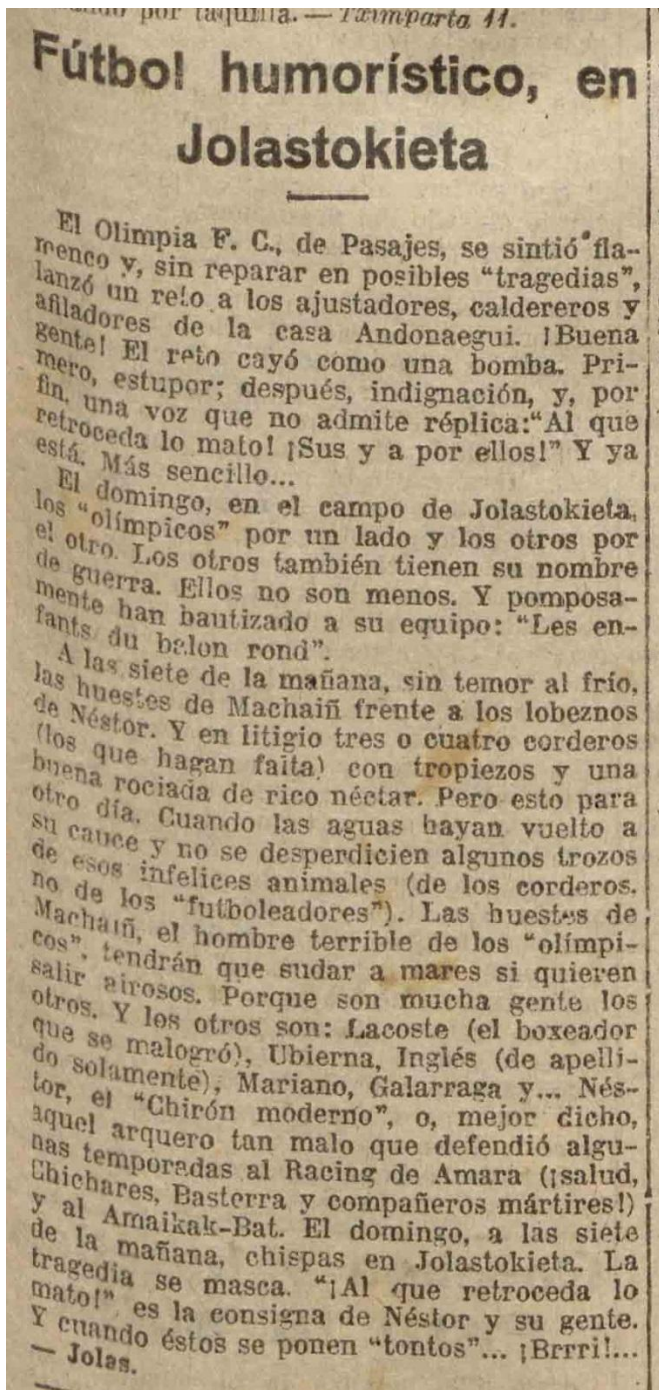 por taquilla. — Tximparta 11.
Fútbol humorístico, en
Jolastokieta
El Olimpia F. C., de Pasajes, se sintió fla-
menco y, sin reparar en posibles "tragedias",
lanzó un reto a los ajustadores, caldereros y
afiladores de la casa Andonaegui. ¡Buena
gente! El reto cayó como una bomba. Pri-
mero, estupor; después, indignación, y, por
fin, una voz que no admite réplica:"Al que
retroceda lo mato! ¡Sus y a por ellos!" Y ya
está. Más sencillo...
El domingo, en el campo de Jolastokieta,
los "olímpicos" por un lado y los otros por
el otro. Los otros también tienen su nombre
de guerra. Ellos no son menos. Y pomposa-
mente han bautizado a su equipo: "Les en-
fants du balon rond".
A las siete de la mañana, sin temor al frío,
las huestes de Machaiñ frente a los lobeznos
de Néstor. Y en litigio tres o cuatro corderos
(los que hagan faita) con tropiezos y una
buena rociada de rico néctar. Pero esto para
otro día. Cuando las aguas hayan vuelto a
su cauce y no se desperdicien algunos trozos
de esos infelices animales (de los corderos.
no de los "futboleadores"). Las huestes de
Machaiñ, el hombre terrible de los "olímpi-
cos", tendrán que sudar a mares si quieren
salir airosos. Porque son mucha gente los
otros. Y los otros son: Lacoste (el boxeador
que se malogró), Ubierna, Inglés (de apelli-
do solamente), Mariano, Galarraga y... Nés-
tor, el "Chirón moderno", o, mejor dicho,
aquel arquero tan malo que defendió algu-
nas temporadas al Racing de Amara (¡salud,
Chichares, Basterra y compañeros mártires!)
y al Amaikak-Bat. El domingo, a las siete
de la mañana, chispas en Jolastokieta. La
tragedia se masca. "¡Al que retroceda lo
mato!" es la consigna de Néstor y su gente.
Y cuando éstos se ponen "tontos"... ¡Brrri!...
— Jolas.